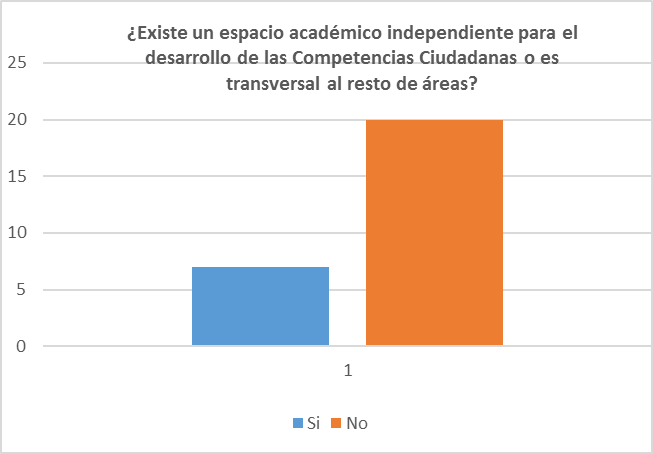 ¿Existe un espacio académico independiente para el
desarrollo de las Competencias Ciudadanas o es
transversal al resto de áreas?
25
20
15
10
5
0
1
Si No